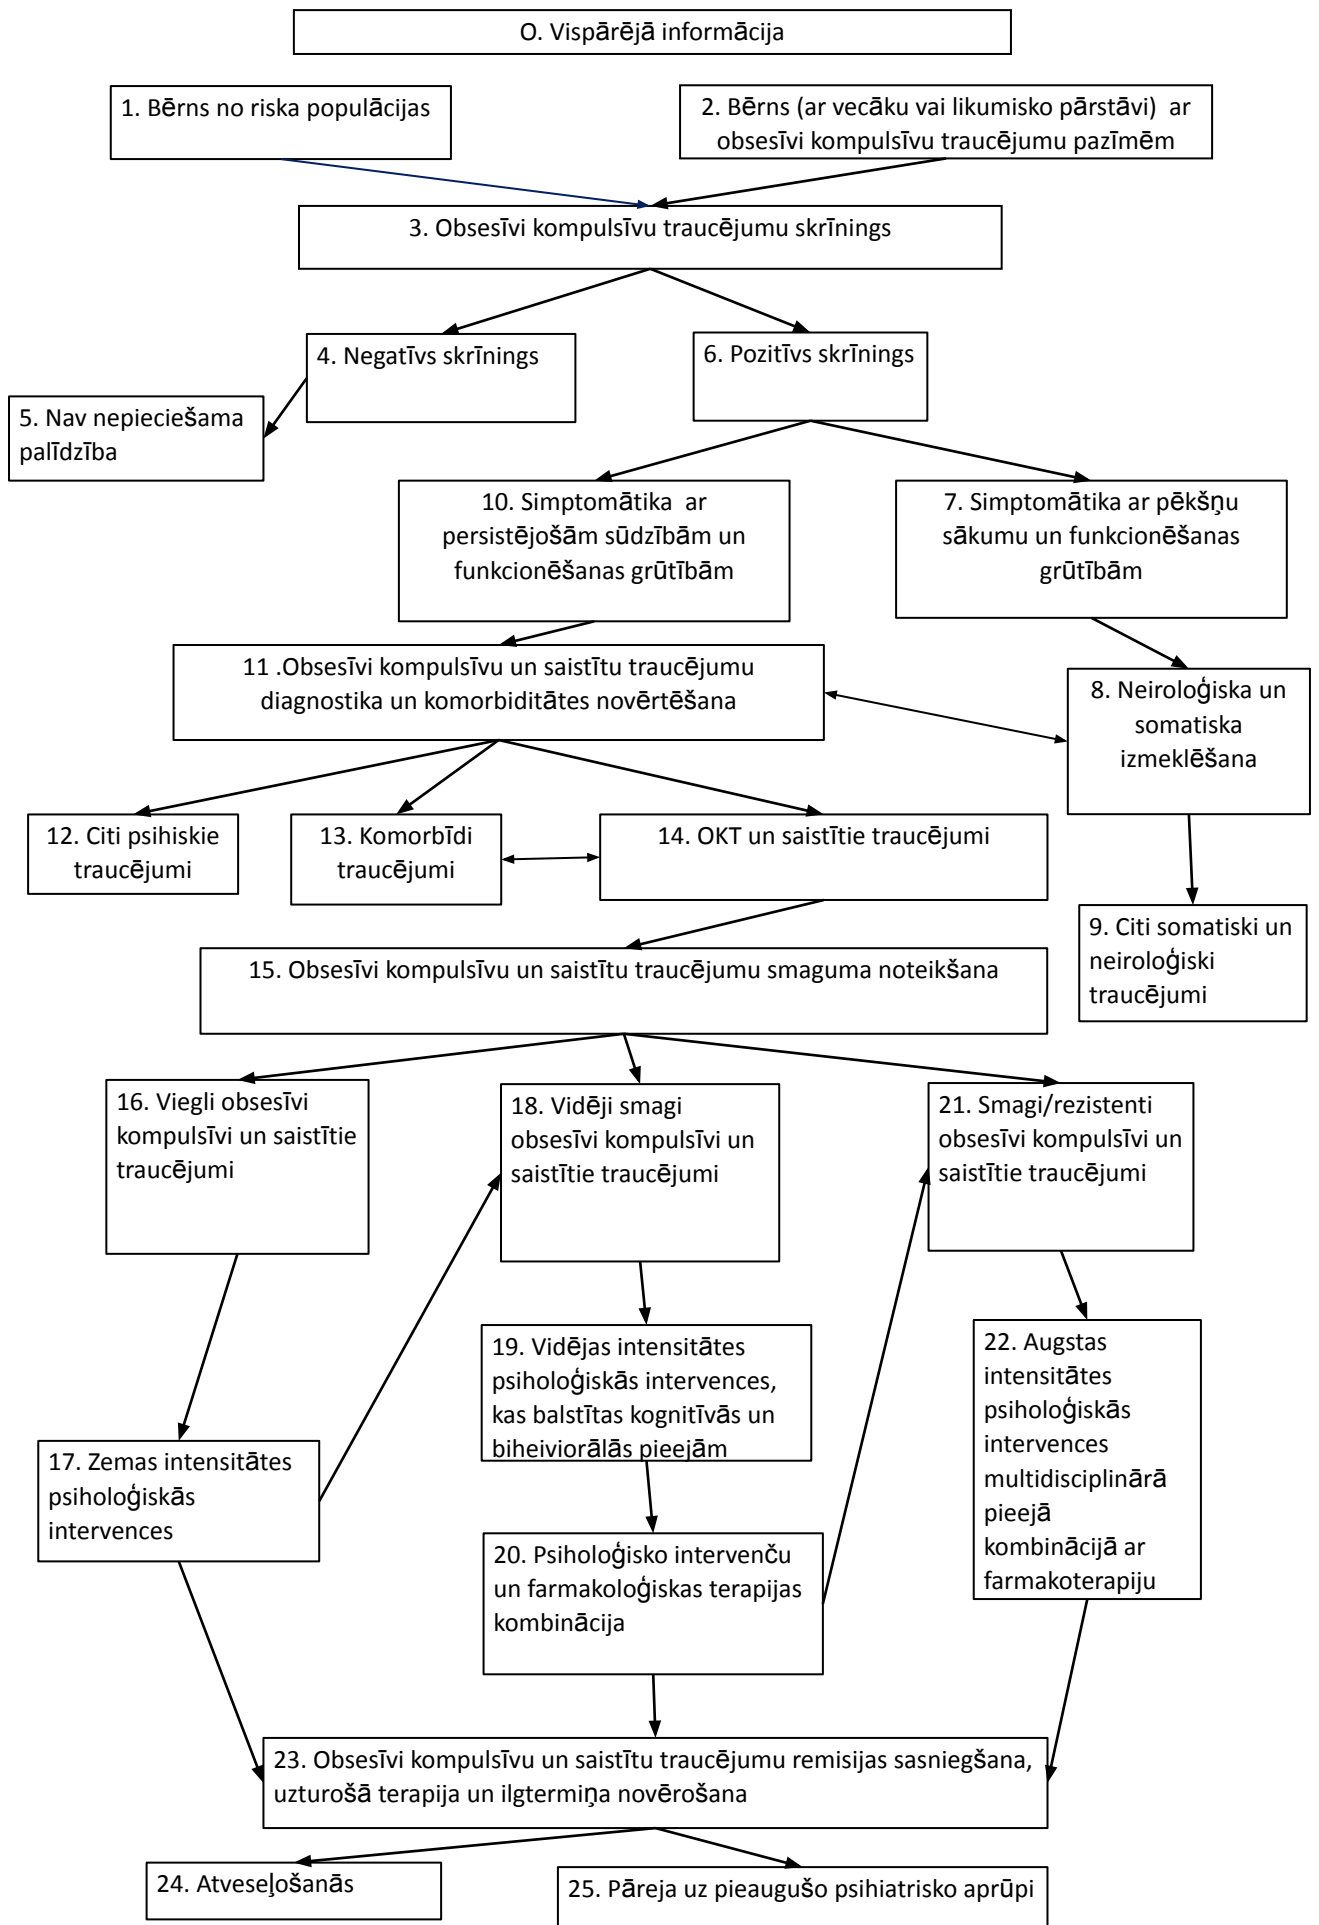 O. Vispārējā informācija
1. Bērns no riska populācijas
2. Bērns (ar vecāku vai likumisko pārstāvi) ar
obsesīvi kompulsīvu traucējumu pazīmēm
3. Obsesīvi kompulsīvu traucējumu skrīnings
4. Negatīvs skrīnings
6. Pozitīvs skrīnings
5. Nav nepieciešama
palīdzība
10. Simptomātika ar
persistējošām sūdzībām un
funkcionēšanas grūtībām
7. Simptomātika ar pēkšņu
sākumu un funkcionēšanas
grūtībām
11 .Obsesīvi kompulsīvu un saistītu traucējumu
diagnostika un komorbiditātes novērtēšana
8. Neiroloģiska un
somatiska
izmeklēšana
12. Citi psihiskie
traucējumi
13. Komorbīdi
traucējumi
14. OKT un saistītie traucējumi
9. Citi somatiski un
neiroloģiski
traucējumi
15. Obsesīvi kompulsīvu un saistītu traucējumu smaguma noteikšana
16. Viegli obsesīvi
kompulsīvi un saistītie
traucējumi
18. Vidēji smagi
obsesīvi kompulsīvi un
saistītie traucējumi
21. Smagi/rezistenti
obsesīvi kompulsīvi un
saistītie traucējumi
19. Vidējas intensitātes
psiholoģiskās intervences,
kas balstītas kognitīvās un
biheiviorālās pieejām
22. Augstas
intensitātes
psiholoģiskās
intervences
multidisciplinārā
pieejā
kombinācijā ar
farmakoterapiju
17. Zemas intensitātes
psiholoģiskās
intervences
20. Psiholoģisko intervenču
un farmakoloģiskas terapijas
kombinācija
23. Obsesīvi kompulsīvu un saistītu traucējumu remisijas sasniegšana,
uzturošā terapija un ilgtermiņa novērošana
24. Atveseļošanās
25. Pāreja uz pieaugušo psihiatrisko aprūpi